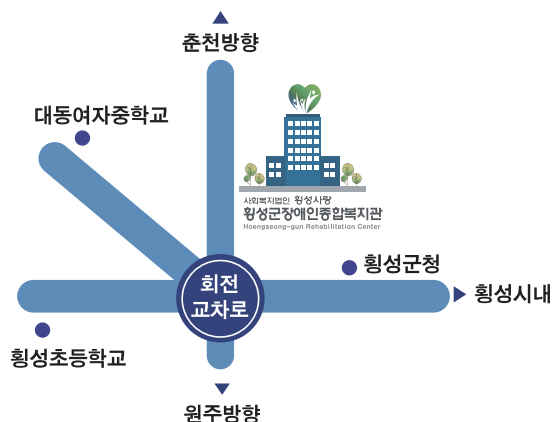 춘천방향
대동여자중학교
사회복지법인 횡성사랑
횡성군장애인종합복지관
Hoengseong-gun Rehabilitation Center
횡성군청
회전
교차로
횡성시내
횡성초등학교
원주방향